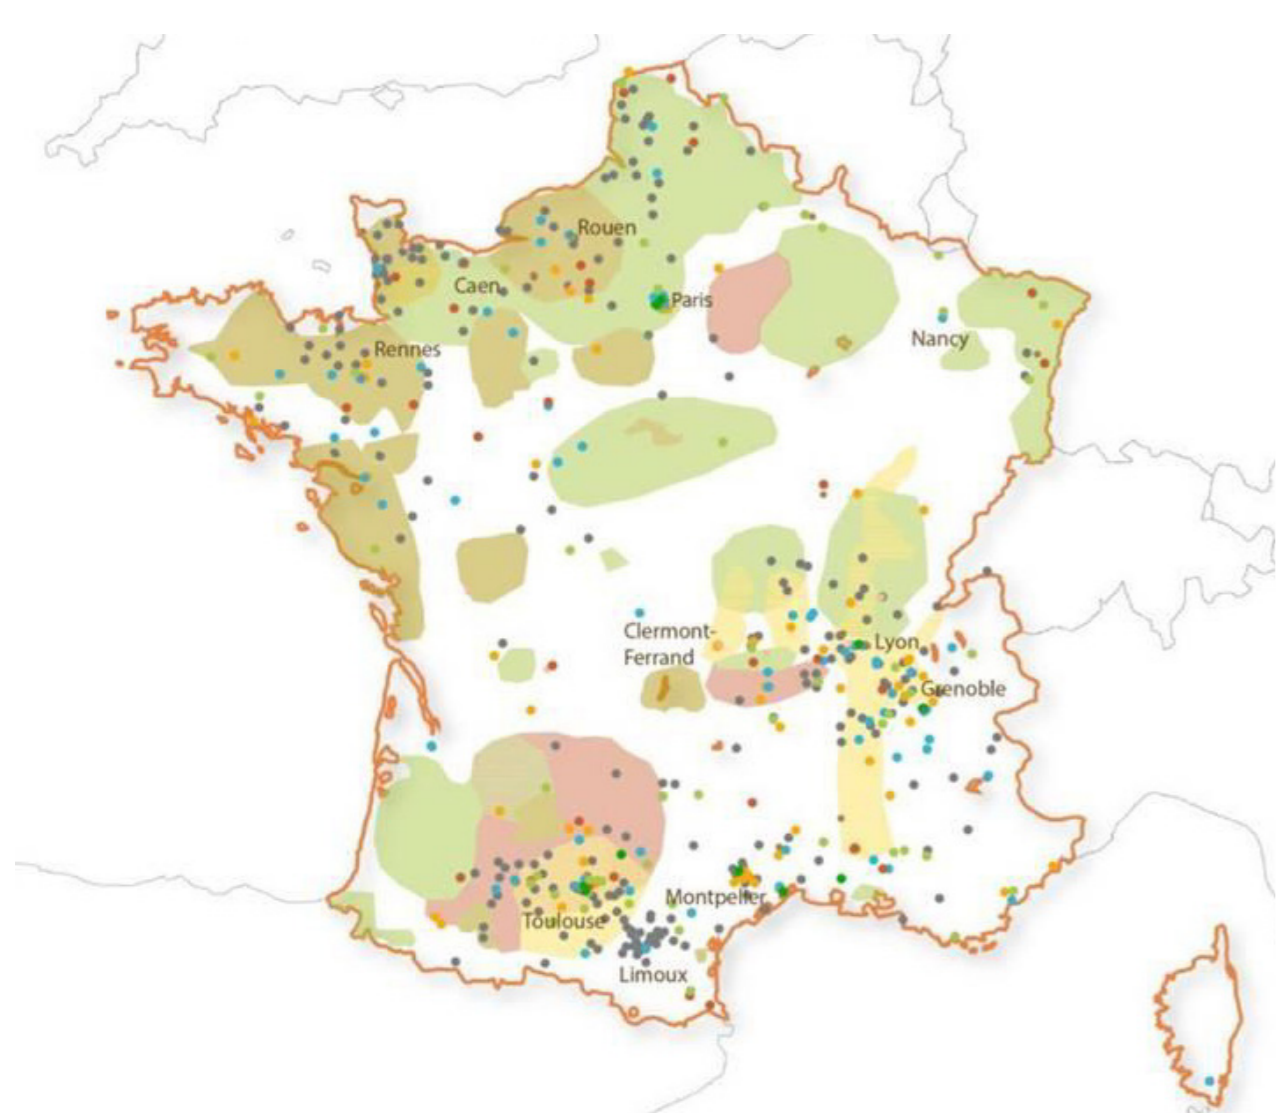 Rouen
Caen
Paris
Rennes
Nancy
Clermont-
Ferrand
Lyon
Grenoble
Montpellier
Toulouse
Limoux